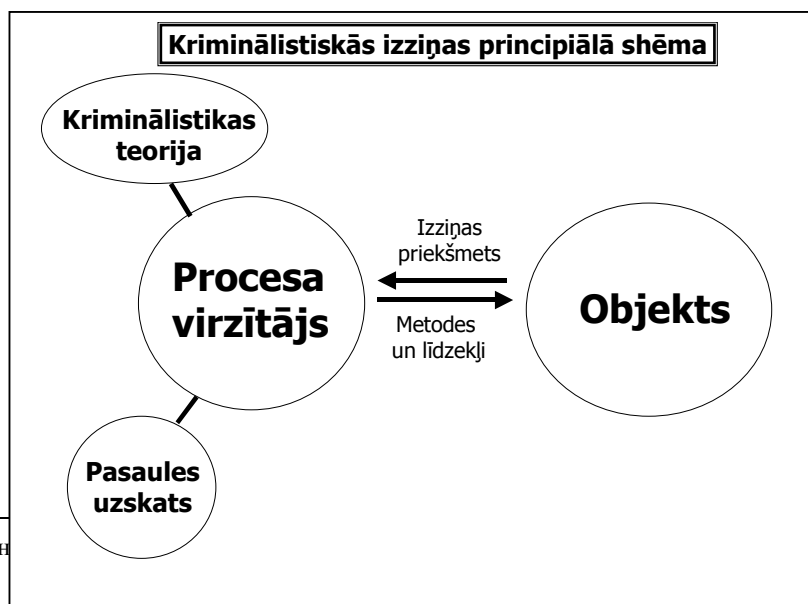 Kriminālistiskās izziņas principiālā shēma
Kriminālistikas
teorija
Procesa
virzītājs
Izziņas
priekšmets
Metodes
un līdzekļi
Objekts
Pasaules
uzskats
H